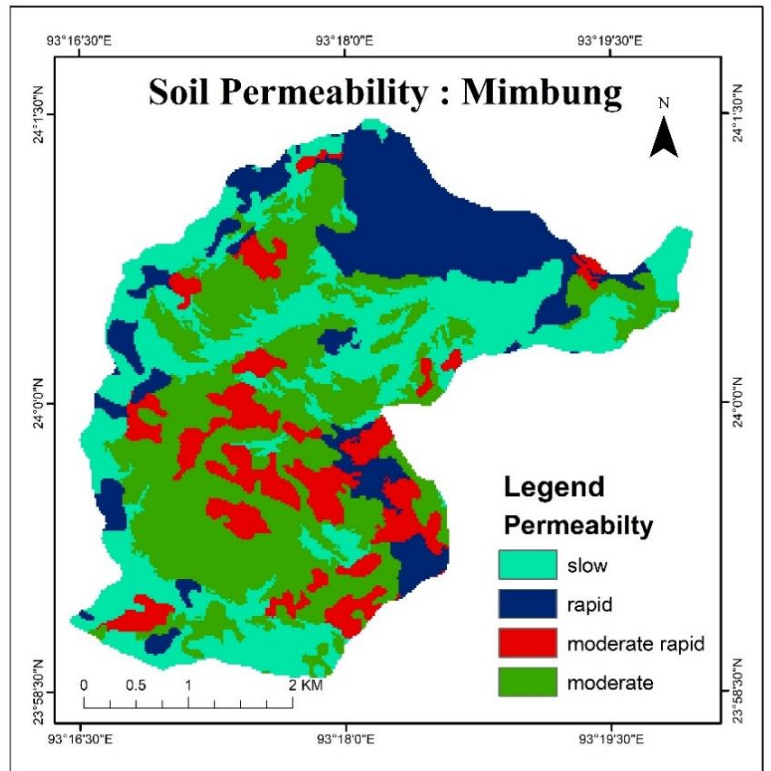 93°16'30"E 93°18'0"E 93°19'30"E
Soil Permeability : Mimbung
N
24°1'30"N 24°1'30"N
24°0'0"N 24°0'0"N
Legend
Permeabilty
slow
rapid
moderate rapid
moderate
0 0.5 1 2 KM
23°58'30"N 23°58'30"N
93°16'30"E 93°18'0"E 93°19'30"E